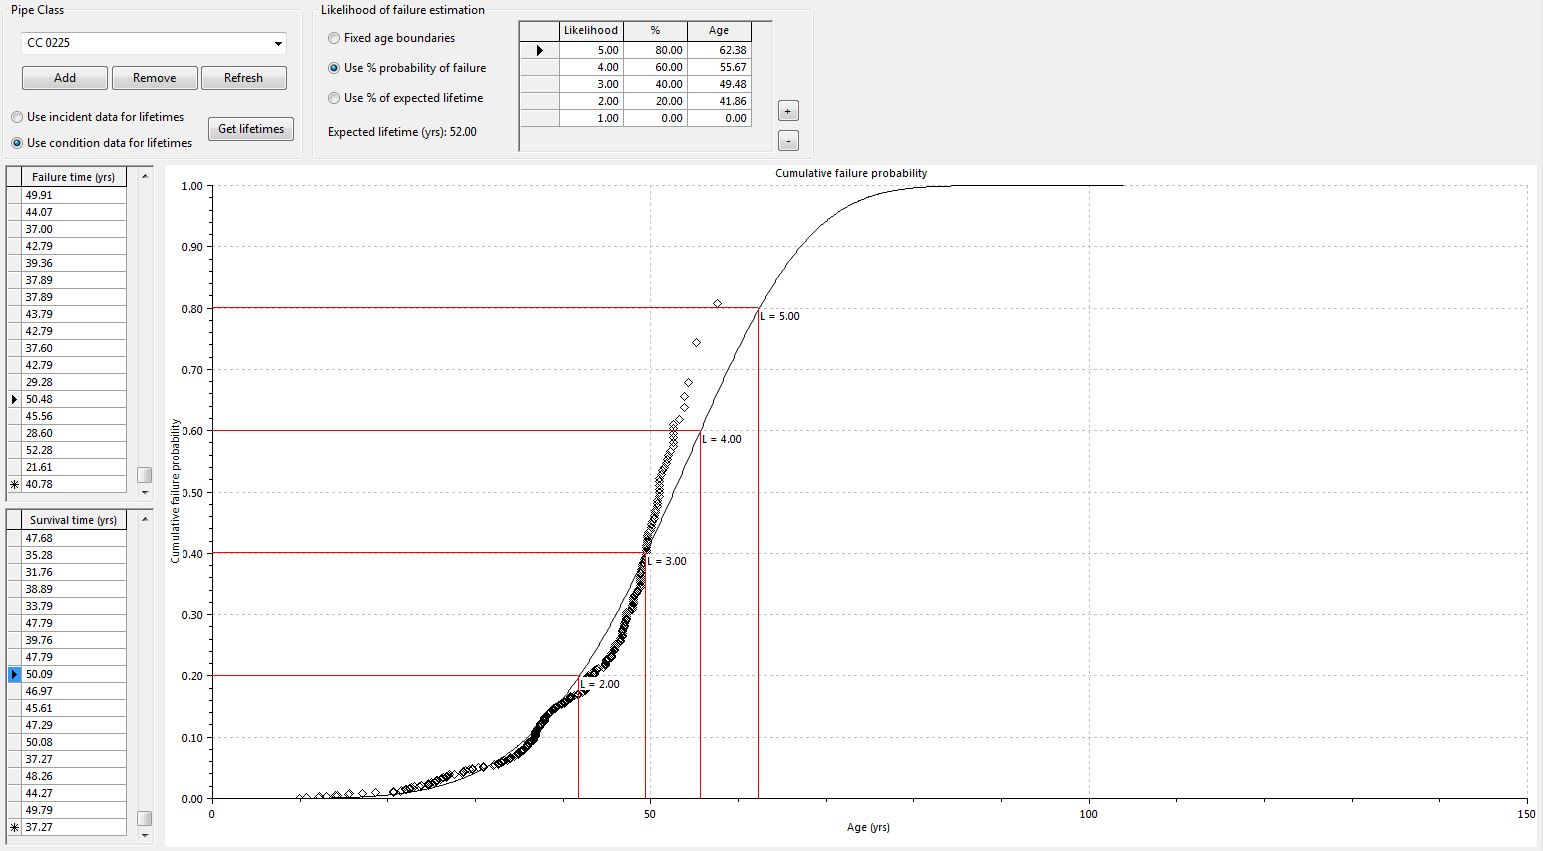 Pipe Class
CC 0225
Add Remove Refresh
Use incident data for lifetimes
Use condition data for lifetimes
Get lifetimes
Likelihood of failure estimation
Fixed age boundaries
Use % probability of failure
Use % of expected lifetime
Expected lifetime (yrs): 52.00
Likelihood % Age
5.00 80.00 62.38
4.00 60.00 55.67
3.00 40.00 49.48
2.00 20.00 41.86
1.00 0.00 0.00
+
-
Failure time (yrs)
49.91
44.07
37.00
42.79
39.36
37.89
37.89
43.79
42.79
37.60
42.79
29.28
50.48
45.56
28.60
52.28
21.61
40.78
Survival time (yrs)
47.68
35.28
31.76
38.89
33.79
47.79
39.76
47.79
50.09
46.97
45.61
47.29
50.08
37.27
48.26
44.27
49.79
37.27
Cumulative failure probability
Cumulative failure probability
1.00
0.90
0.80
0.70
0.60
0.50
0.40
0.30
0.20
0.10
0.00
L = 5.00
L = 4.00
L = 3.00
L = 2.00
0 50 100 150
Age (yrs)